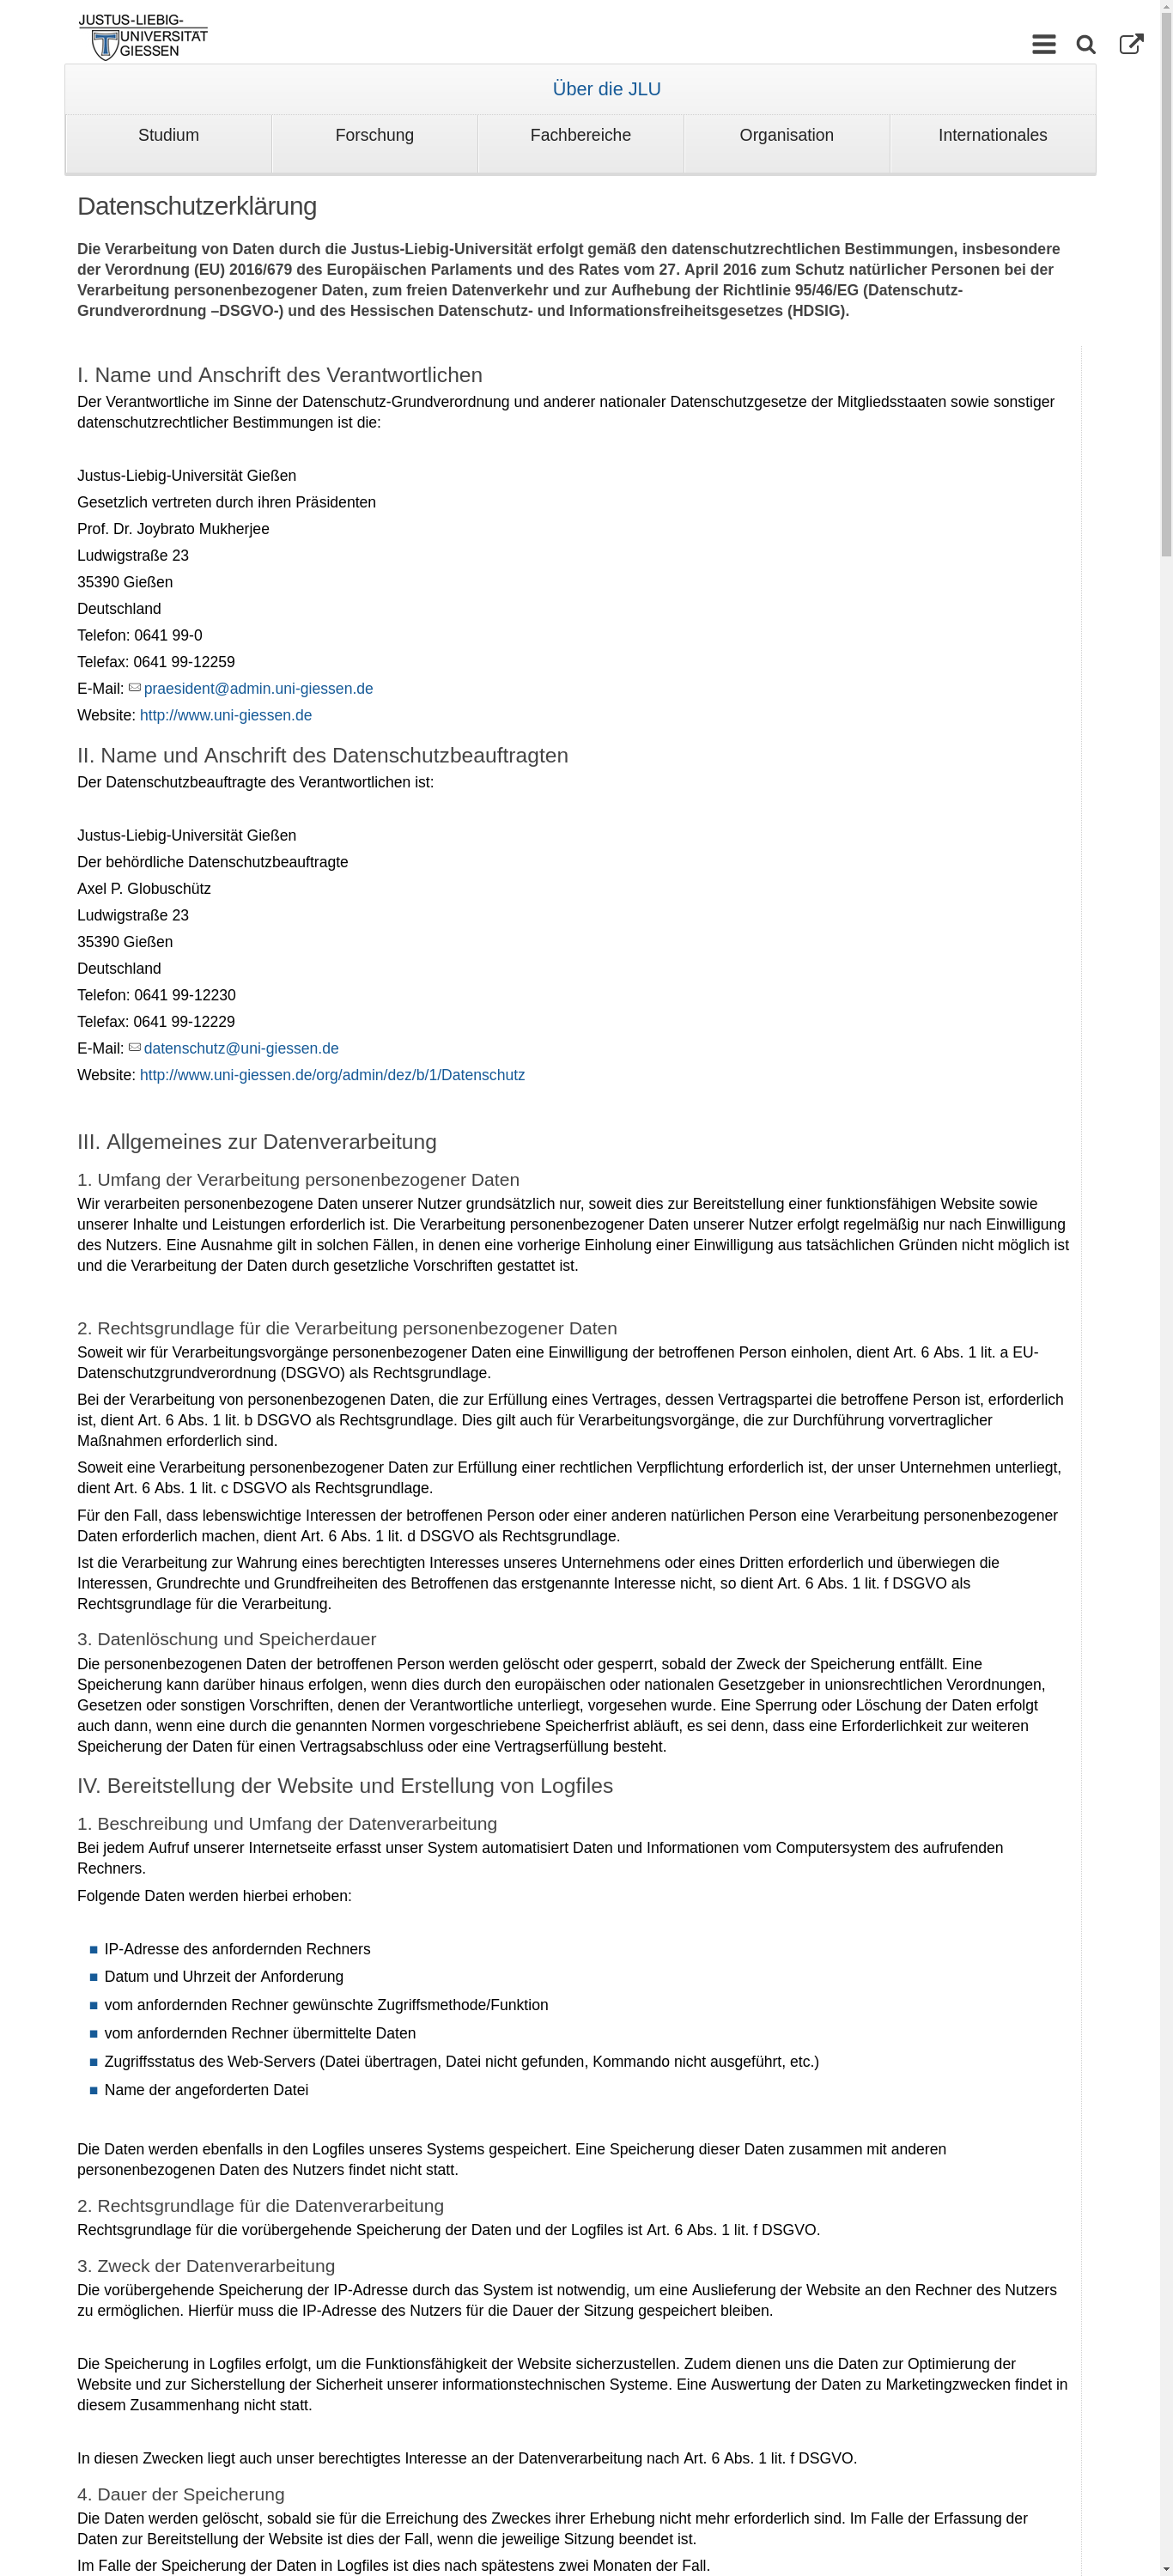 JUSTUS-LIEBIG-
UNIVERSITÄT
GIESSEN
Über die JLU
Studium
Forschung
Fachbereiche
Organisation
Internationales
Datenschutzerklärung
Die Verarbeitung von Daten durch die Justus-Liebig-Universität erfolgt gemäß den datenschutzrechtlichen Bestimmungen, insbesondere
der Verordnung (EU) 2016/679 des Europäischen Parlaments und des Rates vom 27. April 2016 zum Schutz natürlicher Personen bei der
Verarbeitung personenbezogener Daten, zum freien Datenverkehr und zur Aufhebung der Richtlinie 95/46/EG (Datenschutz-
Grundverordnung –DSGVO-) und des Hessischen Datenschutz- und Informationsfreiheitsgesetzes (HDSIG).
I. Name und Anschrift des Verantwortlichen
Der Verantwortliche im Sinne der Datenschutz-Grundverordnung und anderer nationaler Datenschutzgesetze der Mitgliedsstaaten sowie sonstiger
datenschutzrechtlicher Bestimmungen ist die:
Justus-Liebig-Universität Gießen
Gesetzlich vertreten durch ihren Präsidenten
Prof. Dr. Joybrato Mukherjee
Ludwigstraße 23
35390 Gießen
Deutschland
Telefon: 0641 99-0
Telefax: 0641 99-12259
E-Mail: praesident@admin.uni-giessen.de
Website: http://www.uni-giessen.de
II. Name und Anschrift des Datenschutzbeauftragten
Der Datenschutzbeauftragte des Verantwortlichen ist:
Justus-Liebig-Universität Gießen
Der behördliche Datenschutzbeauftragte
Axel P. Globuschütz
Ludwigstraße 23
35390 Gießen
Deutschland
Telefon: 0641 99-12230
Telefax: 0641 99-12229
E-Mail: datenschutz@uni-giessen.de
Website: http://www.uni-giessen.de/org/admin/dez/b/1/Datenschutz
III. Allgemeines zur Datenverarbeitung
1. Umfang der Verarbeitung personenbezogener Daten
Wir verarbeiten personenbezogene Daten unserer Nutzer grundsätzlich nur, soweit dies zur Bereitstellung einer funktionsfähigen Website sowie
unserer Inhalte und Leistungen erforderlich ist. Die Verarbeitung personenbezogener Daten unserer Nutzer erfolgt regelmäßig nur nach Einwilligung
des Nutzers. Eine Ausnahme gilt in solchen Fällen, in denen eine vorherige Einholung einer Einwilligung aus tatsächlichen Gründen nicht möglich ist
und die Verarbeitung der Daten durch gesetzliche Vorschriften gestattet ist.
2. Rechtsgrundlage für die Verarbeitung personenbezogener Daten
Soweit wir für Verarbeitungsvorgänge personenbezogener Daten eine Einwilligung der betroffenen Person einholen, dient Art. 6 Abs. 1 lit. a EU-
Datenschutzgrundverordnung (DSGVO) als Rechtsgrundlage.
Bei der Verarbeitung von personenbezogenen Daten, die zur Erfüllung eines Vertrages, dessen Vertragspartei die betroffene Person ist, erforderlich
ist, dient Art. 6 Abs. 1 lit. b DSGVO als Rechtsgrundlage. Dies gilt auch für Verarbeitungsvorgänge, die zur Durchführung vorvertraglicher
Maßnahmen erforderlich sind.
Soweit eine Verarbeitung personenbezogener Daten zur Erfüllung einer rechtlichen Verpflichtung erforderlich ist, der unser Unternehmen unterliegt,
dient Art. 6 Abs. 1 lit. c DSGVO als Rechtsgrundlage.
Für den Fall, dass lebenswichtige Interessen der betroffenen Person oder einer anderen natürlichen Person eine Verarbeitung personenbezogener
Daten erforderlich machen, dient Art. 6 Abs. 1 lit. d DSGVO als Rechtsgrundlage.
Ist die Verarbeitung zur Wahrung eines berechtigten Interesses unseres Unternehmens oder eines Dritten erforderlich und überwiegen die
Interessen, Grundrechte und Grundfreiheiten des Betroffenen das erstgenannte Interesse nicht, so dient Art. 6 Abs. 1 lit. f DSGVO als
Rechtsgrundlage für die Verarbeitung.
3. Datenlöschung und Speicherdauer
Die personenbezogenen Daten der betroffenen Person werden gelöscht oder gesperrt, sobald der Zweck der Speicherung entfällt. Eine
Speicherung kann darüber hinaus erfolgen, wenn dies durch den europäischen oder nationalen Gesetzgeber in unionsrechtlichen Verordnungen,
Gesetzen oder sonstigen Vorschriften, denen der Verantwortliche unterliegt, vorgesehen wurde. Eine Sperrung oder Löschung der Daten erfolgt
auch dann, wenn eine durch die genannten Normen vorgeschriebene Speicherfrist abläuft, es sei denn, dass eine Erforderlichkeit zur weiteren
Speicherung der Daten für einen Vertragsabschluss oder eine Vertragserfüllung besteht.
IV. Bereitstellung der Website und Erstellung von Logfiles
1. Beschreibung und Umfang der Datenverarbeitung
Bei jedem Aufruf unserer Internetseite erfasst unser System automatisiert Daten und Informationen vom Computersystem des aufrufenden
Rechners.
Folgende Daten werden hierbei erhoben:
IP-Adresse des anfordernden Rechners
Datum und Uhrzeit der Anforderung
vom anfordernden Rechner gewünschte Zugriffsmethode/Funktion
vom anfordernden Rechner übermittelte Daten
Zugriffsstatus des Web-Servers (Datei übertragen, Datei nicht gefunden, Kommando nicht ausgeführt, etc.)
Name der angeforderten Datei
Die Daten werden ebenfalls in den Logfiles unseres Systems gespeichert. Eine Speicherung dieser Daten zusammen mit anderen
personenbezogenen Daten des Nutzers findet nicht statt.
2. Rechtsgrundlage für die Datenverarbeitung
Rechtsgrundlage für die vorübergehende Speicherung der Daten und der Logfiles ist Art. 6 Abs. 1 lit. f DSGVO.
3. Zweck der Datenverarbeitung
Die vorübergehende Speicherung der IP-Adresse durch das System ist notwendig, um eine Auslieferung der Website an den Rechner des Nutzers
zu ermöglichen. Hierfür muss die IP-Adresse des Nutzers für die Dauer der Sitzung gespeichert bleiben.
Die Speicherung in Logfiles erfolgt, um die Funktionsfähigkeit der Website sicherzustellen. Zudem dienen uns die Daten zur Optimierung der
Website und zur Sicherstellung der Sicherheit unserer informationstechnischen Systeme. Eine Auswertung der Daten zu Marketingzwecken findet in
diesem Zusammenhang nicht statt.
In diesen Zwecken liegt auch unser berechtigtes Interesse an der Datenverarbeitung nach Art. 6 Abs. 1 lit. f DSGVO.
4. Dauer der Speicherung
Die Daten werden gelöscht, sobald sie für die Erreichung des Zweckes ihrer Erhebung nicht mehr erforderlich sind. Im Falle der Erfassung der
Daten zur Bereitstellung der Website ist dies der Fall, wenn die jeweilige Sitzung beendet ist.
Im Falle der Speicherung der Daten in Logfiles ist dies nach spätestens zwei Monaten der Fall.